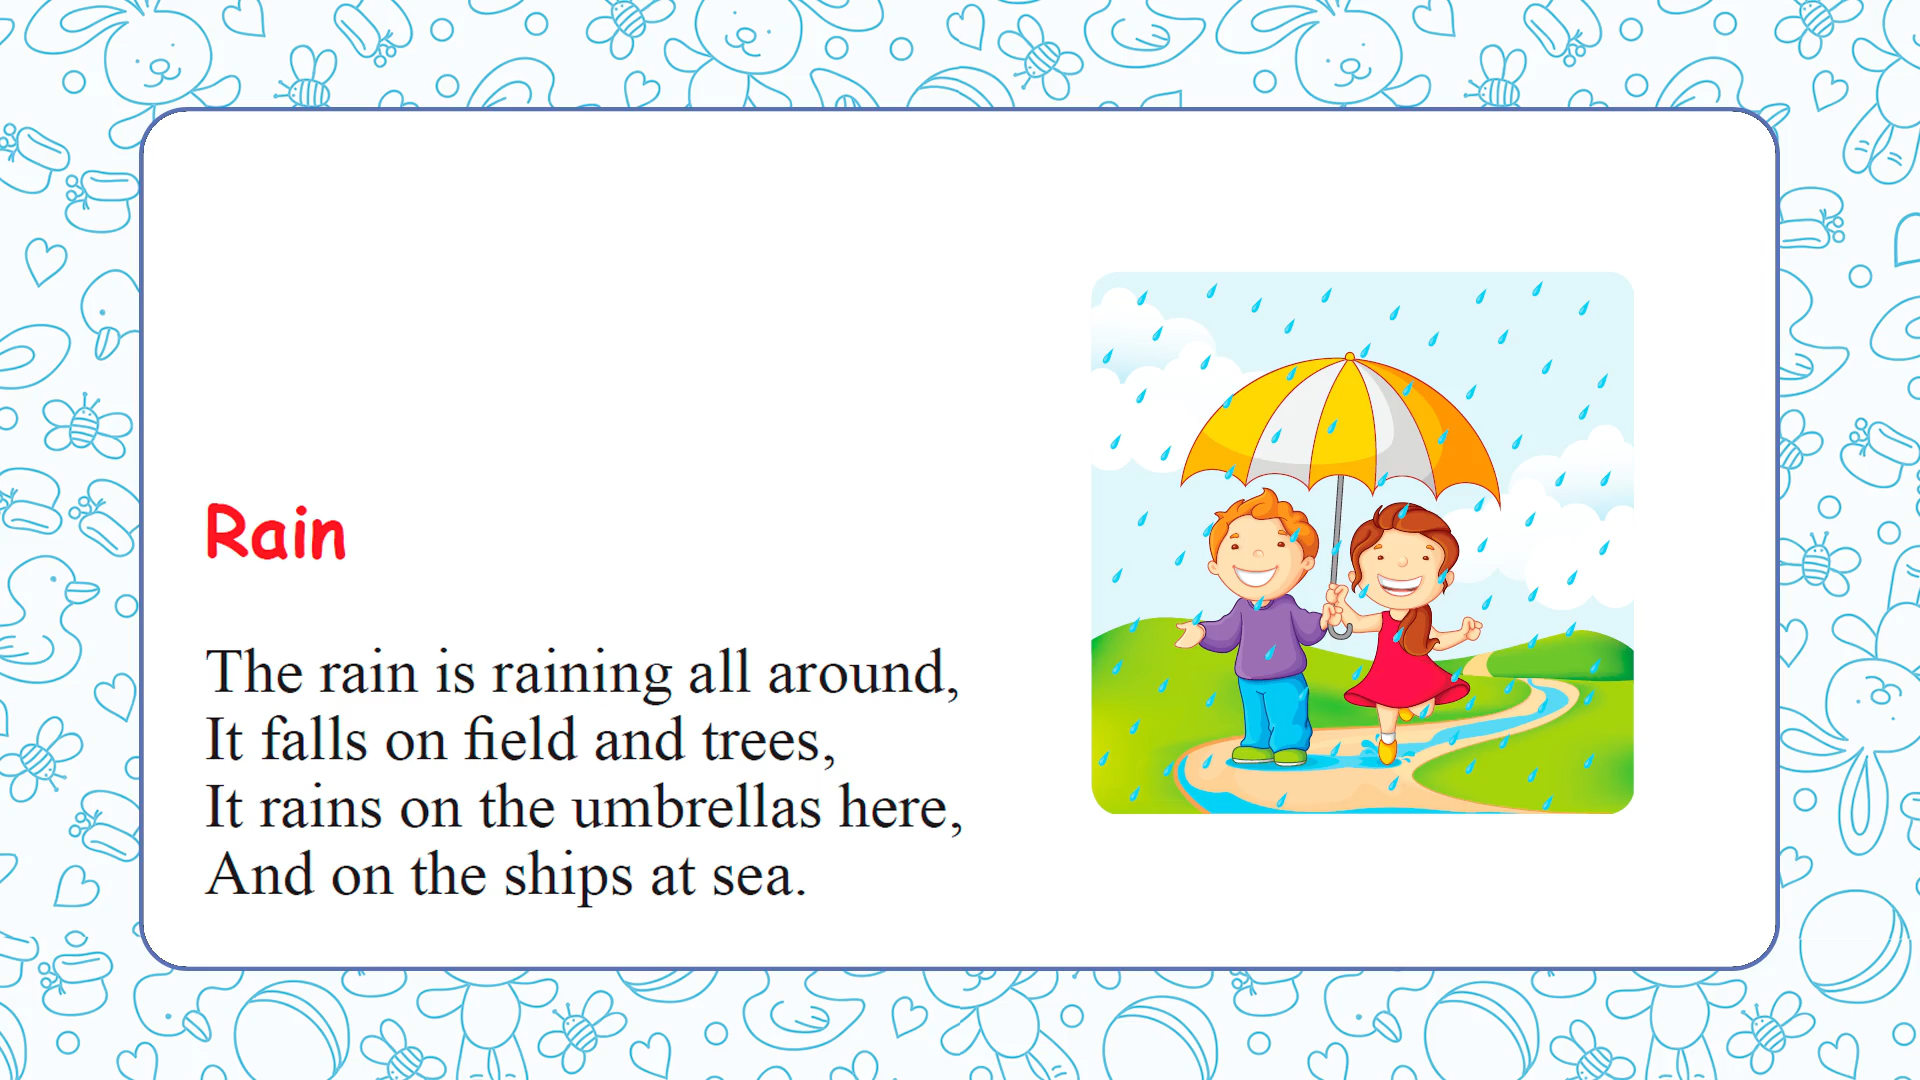 Rain
The rain is raining all around,
It falls on field and trees,
It rains on the umbrellas here,
And on the ships at sea.